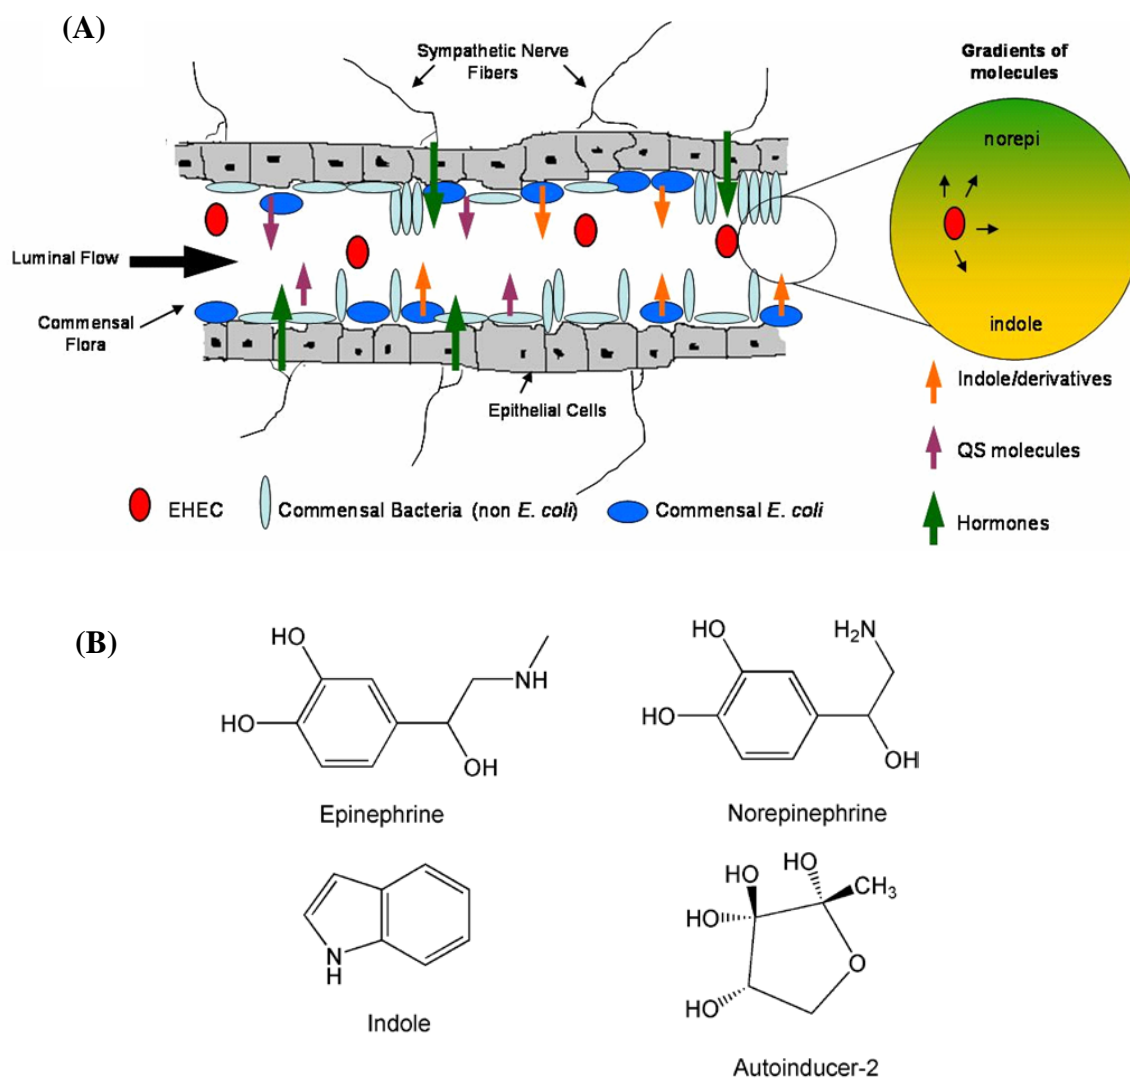 (A)
Sympathetic Nerve
Fibers
Gradients of
molecules
norepi
Luminal Flow
indole
Commensal
Flora
Epithelial Cells
Indole/derivatives
QS molecules
EHEC
Commensal Bacteria (non E. coli)
Commensal E. coli
Hormones
(B)
HO
HO
NH
OH
Epinephrine
H2N
HO
HO
OH
Norepinephrine
N
H
Indole
HO
HO
CH3
HO
O
HO
Autoinducer-2